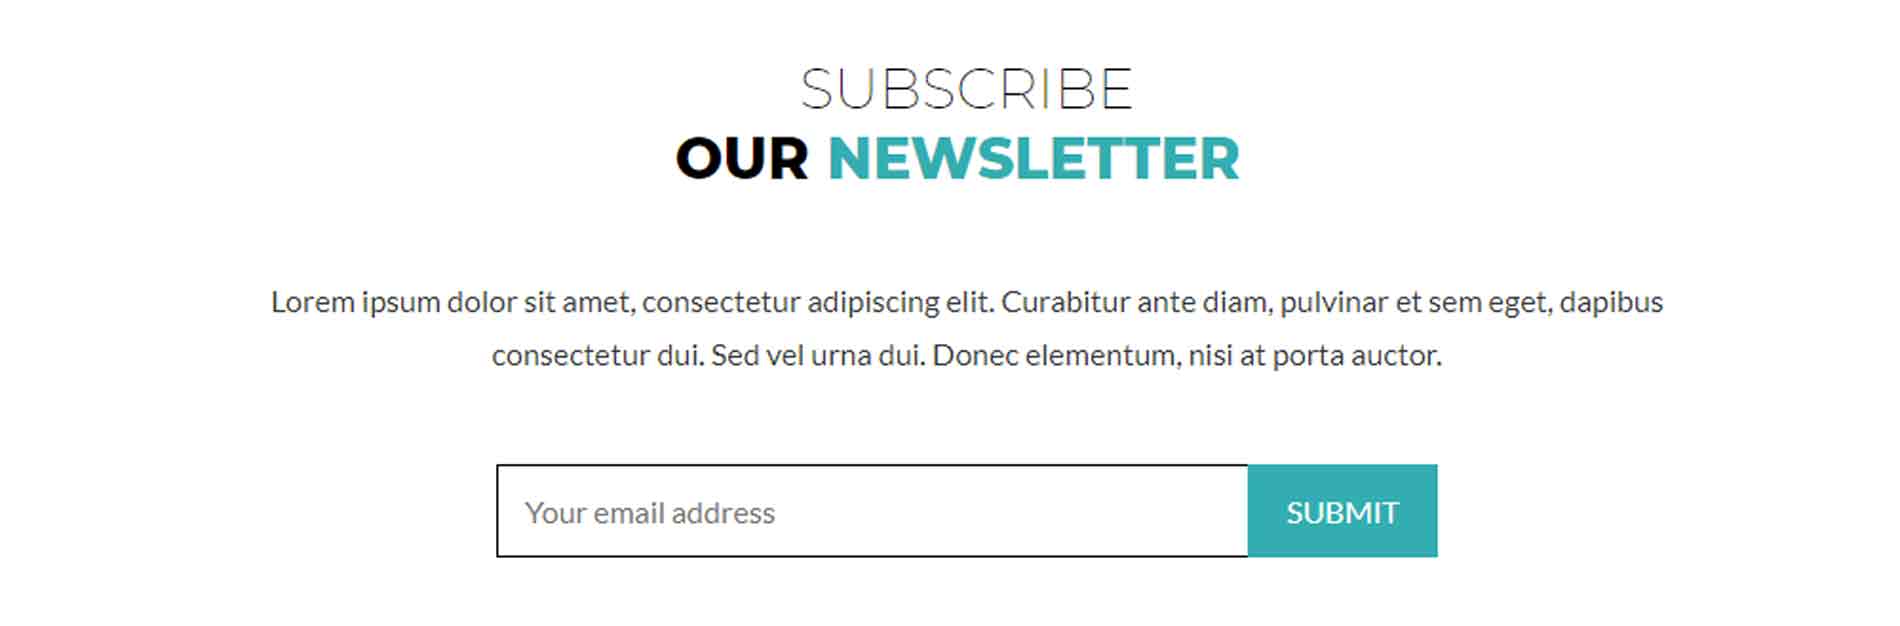 SUBSCRIBE
OUR NEWSLETTER
Lorem ipsum dolor sit amet, consectetur adipiscing elit. Curabitur ante diam, pulvinar et sem eget, dapibus
consectetur dui. Sed vel urna dui. Donec elementum, nisi at porta auctor.
Your email address
SUBMIT